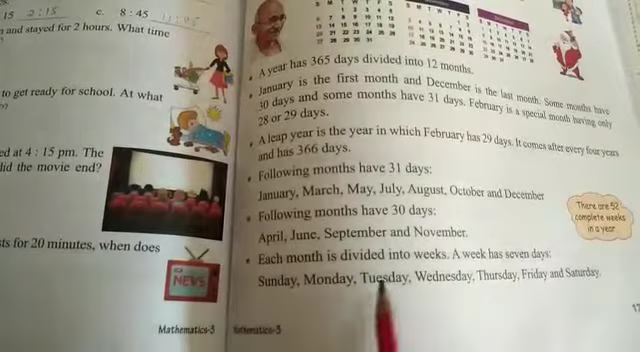 15 2:15 c. 8:45
and stayed for 2 hours. What time
to get ready for school. At what
ed at 4 : 15 pm. The
did the movie end?
sts for 20 minutes, when does
NEWS
Mathematics-3
• A year has 365 days divided into 12 months.
• January is the first month and December is the last month. Some months have
30 days and some months have 31 days. February is a special month having only
28 or 29 days.
• A leap year is the year in which February has 29 days. It comes after every four years
and has 366 days.
• Following months have 31 days:
January, March, May, July, August, October and December
• Following months have 30 days:
April, June, September and November.
There are 52
complete weeks
in a year
• Each month is divided into weeks. A week has seven days:
Sunday, Monday, Tuesday, Wednesday, Thursday, Friday and Saturday.
Mathematics-3